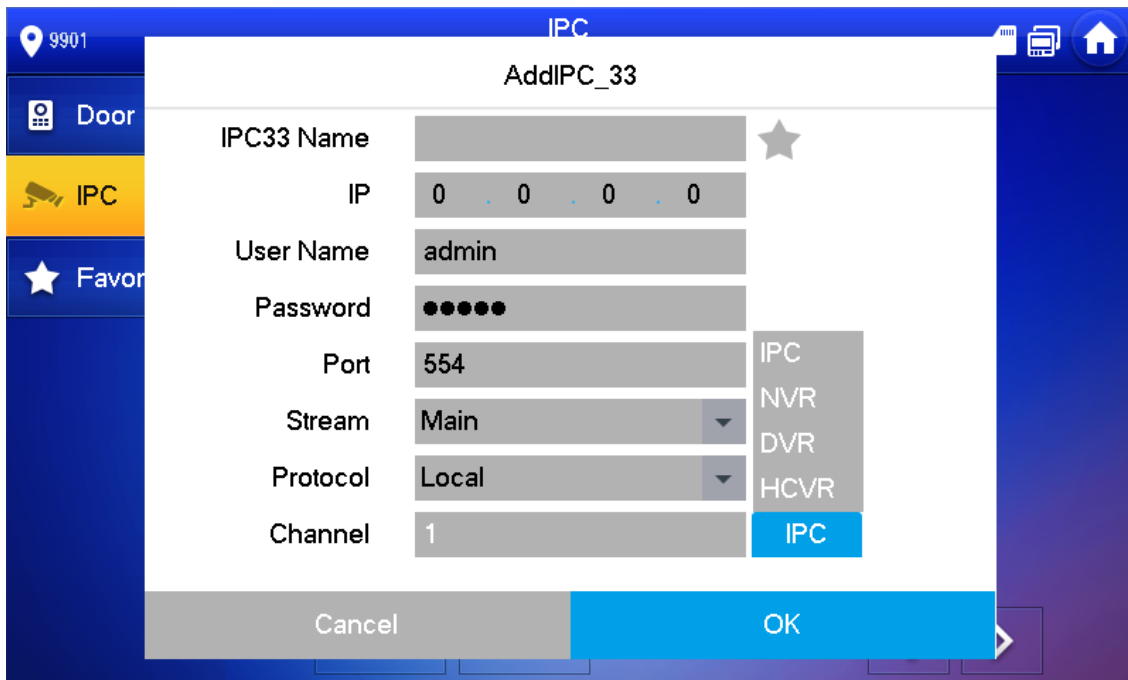 9901
IPC
AddIPC_33
Door
IPC
Favor
IPC33 Name
IP 0 . 0 . 0 . 0
User Name admin
Password ●●●●●
Port 554
Stream Main
Protocol Local
Channel 1
IPC
NVR
DVR
HCVR
IPC
Cancel OK